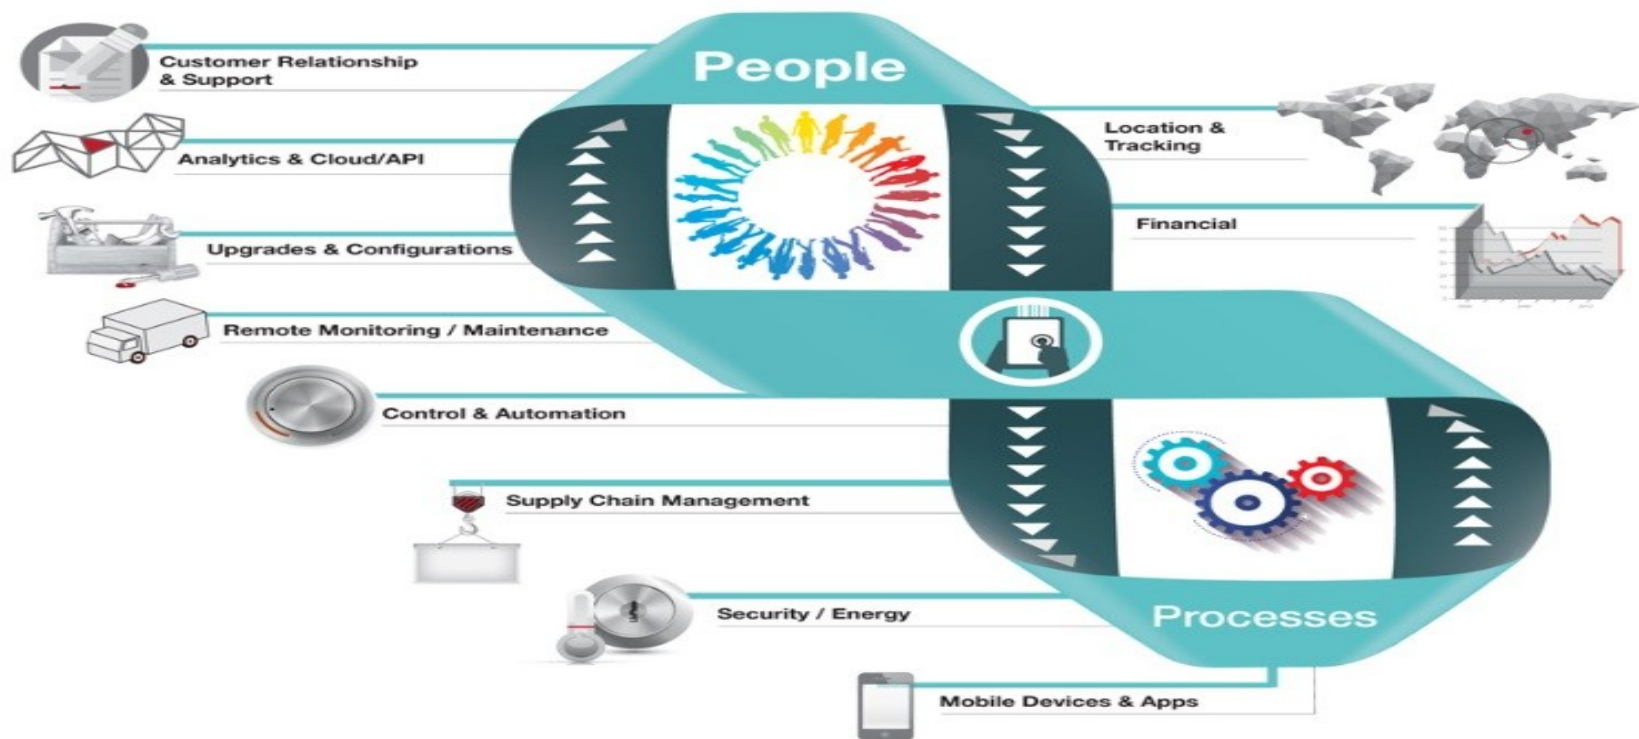 People
Customer Relationship
& Support
Analytics & Cloud/API
Upgrades & Configurations
Remote Monitoring / Maintenance
Control & Automation
Supply Chain Management
Security / Energy
Mobile Devices & Apps
Location &
Tracking
Financial
Processes